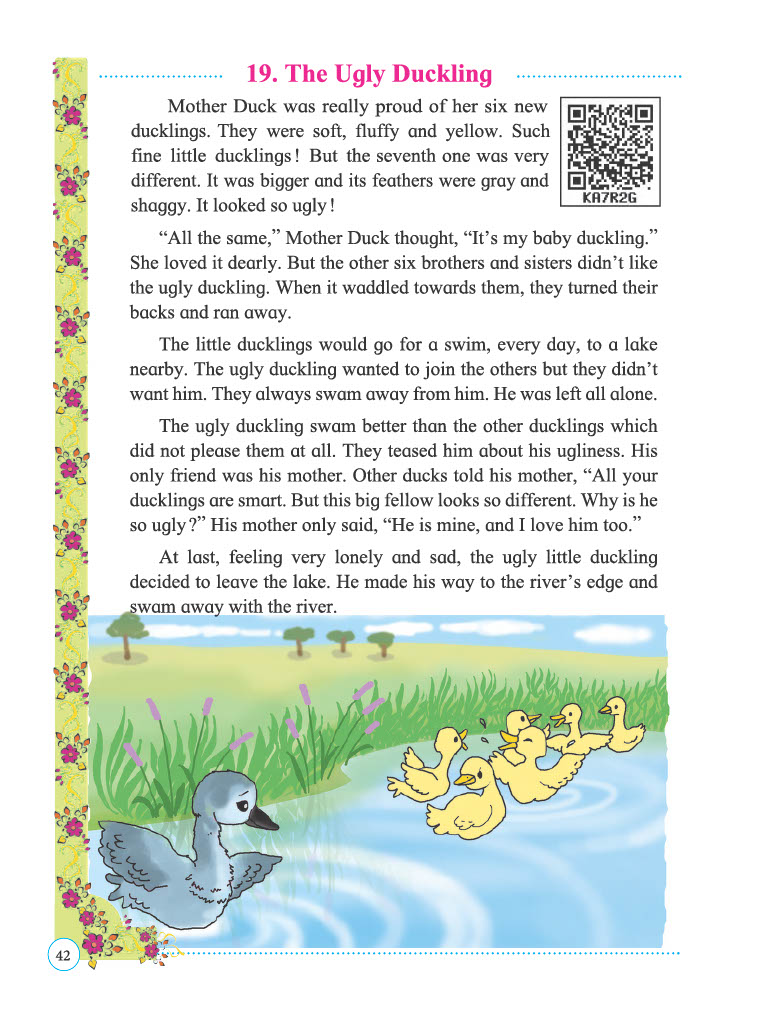 19. The Ugly Duckling
Mother Duck was really proud of her six new
ducklings. They were soft, fluffy and yellow. Such
fine little ducklings! But the seventh one was very
different. It was bigger and its feathers were gray and
shaggy. It looked so ugly!
KA7R2G
“All the same,” Mother Duck thought, “It’s my baby duckling.”
She loved it dearly. But the other six brothers and sisters didn’t like
the ugly duckling. When it waddled towards them, they turned their
backs and ran away.
The little ducklings would go for a swim, every day, to a lake
nearby. The ugly duckling wanted to join the others but they didn’t
want him. They always swam away from him. He was left all alone.
The ugly duckling swam better than the other ducklings which
did not please them at all. They teased him about his ugliness. His
only friend was his mother. Other ducks told his mother, “All your
ducklings are smart. But this big fellow looks so different. Why is he
so ugly?” His mother only said, “He is mine, and I love him too.”
At last, feeling very lonely and sad, the ugly little duckling
decided to leave the lake. He made his way to the river’s edge and
swam away with the river.
42